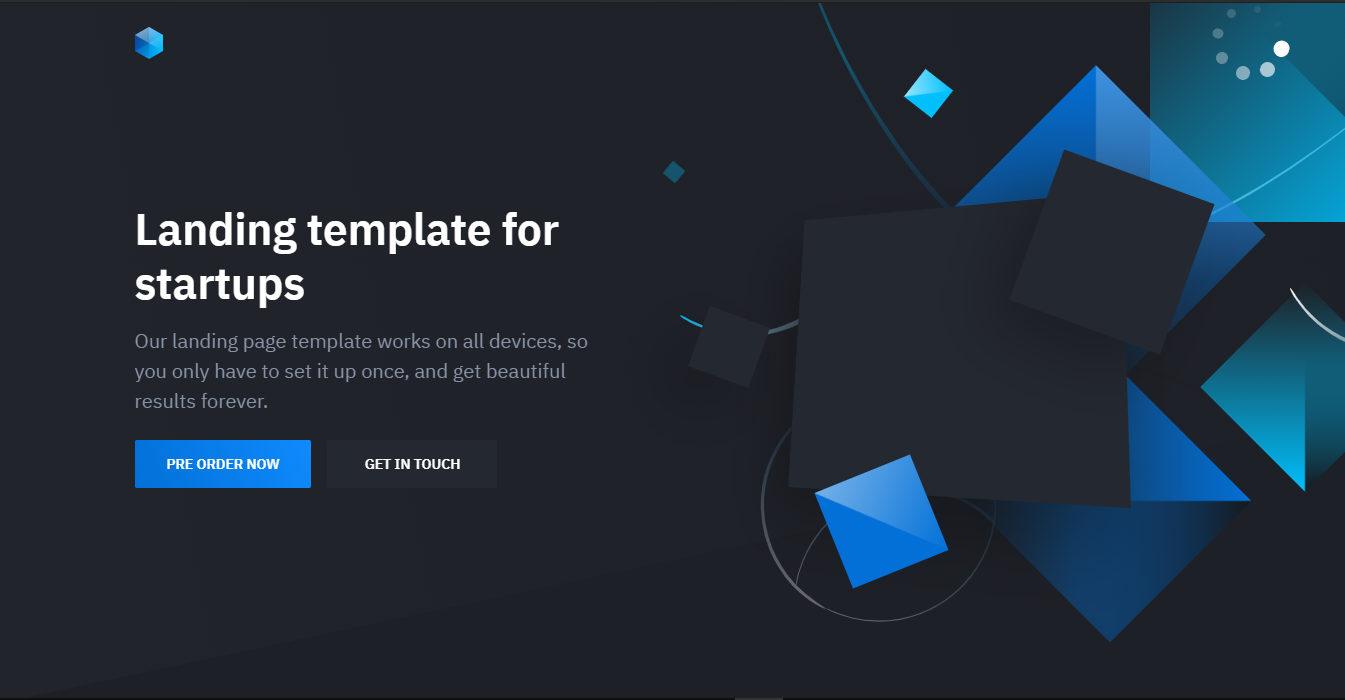 Landing template for
startups
Our landing page template works on all devices, so
you only have to set it up once, and get beautiful
results forever.
PRE ORDER NOW
GET IN TOUCH